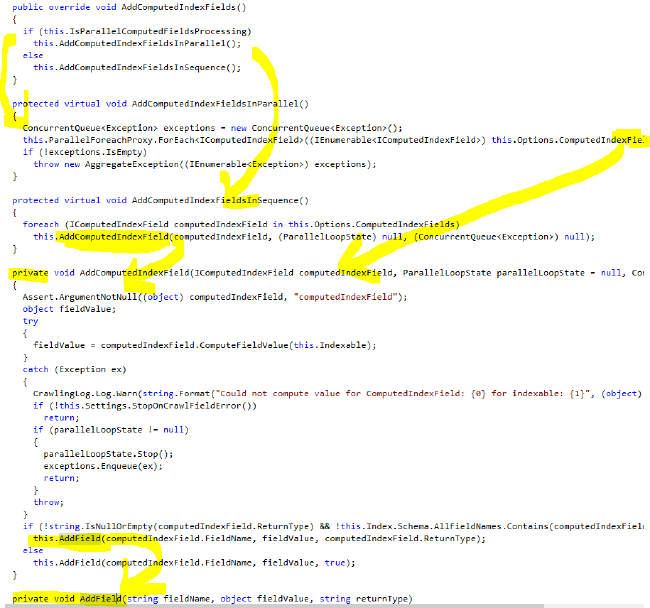 public override void AddComputedIndexFields()
{
if (this.IsParallelComputedFieldsProcessing)
this.AddComputedIndexFieldsInParallel();
else
this.AddComputedIndexFieldsInSequence();
}
protected virtual void AddComputedIndexFieldsInParallel()
{
ConcurrentQueue<Exception> exceptions = new ConcurrentQueue<Exception>();
this.ParallelForeachProxy.ForEach<IComputedIndexField>((IEnumerable<IComputedIndexField>) this.Options.ComputedIndexFiel
if (!exceptions.IsEmpty)
throw new AggregateException((IEnumerable<Exception>) exceptions);
}
protected virtual void AddComputedIndexFieldsInSequence()
{
foreach (IComputedIndexField computedIndexField in this.Options.ComputedIndexFields)
this.AddComputedIndexField(computedIndexField, (ParallelLoopState) null, (ConcurrentQueue<Exception>) null);
}
private void AddComputedIndexField(IComputedIndexField computedIndexField, ParallelLoopState parallelLoopState = null, Con
{
Assert.ArgumentNotNull((object) computedIndexField, "computedIndexField");
object fieldValue;
try
{
fieldValue = computedIndexField.ComputeFieldValue(this.Indexable);
}
catch (Exception ex)
{
CrawlingLog.Log.Warn(string.Format("Could not compute value for ComputedIndexField: {0} for indexable: {1}", (object)
if (!this.Settings.StopOnCrawlFieldError())
return;
if (parallelLoopState != null)
{
parallelLoopState.Stop();
exceptions.Enqueue(ex);
return;
}
throw;
}
if (!string.IsNullOrEmpty(computedIndexField.ReturnType) && !this.Index.Schema.AllFieldNames.Contains(computedIndexFiel
this.AddField(computedIndexField.FieldName, fieldValue, computedIndexField.ReturnType);
else
this.AddField(computedIndexField.FieldName, fieldValue, true);
}
private void AddField(string fieldName, object fieldValue, string returnType)